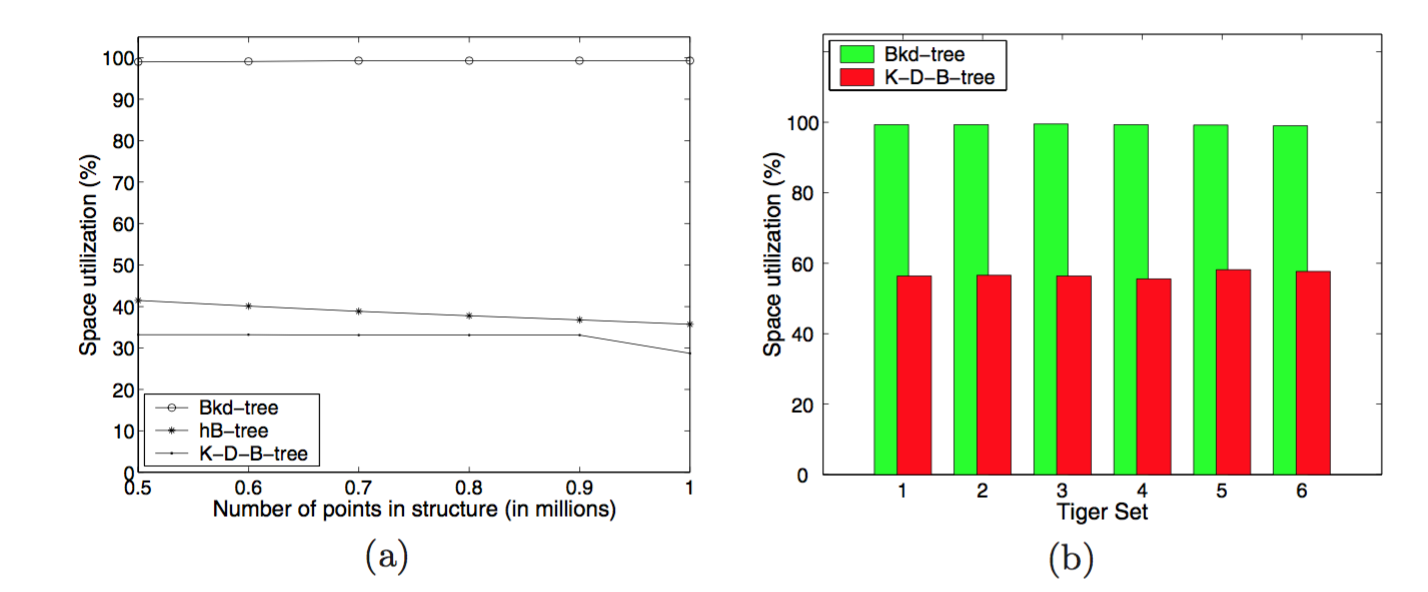 100
90
80
70
60
50
40
30
20
10
0
Space utilization (%)
Bkd-tree
hB-tree
K-D-B-tree
0.5 0.6 0.7 0.8 0.9 1
Number of points in structure (in millions)
(a)
Bkd-tree
K-D-B-tree
100
80
60
40
20
0
Space utilization (%)
1 2 3 4 5 6
Tiger Set
(b)